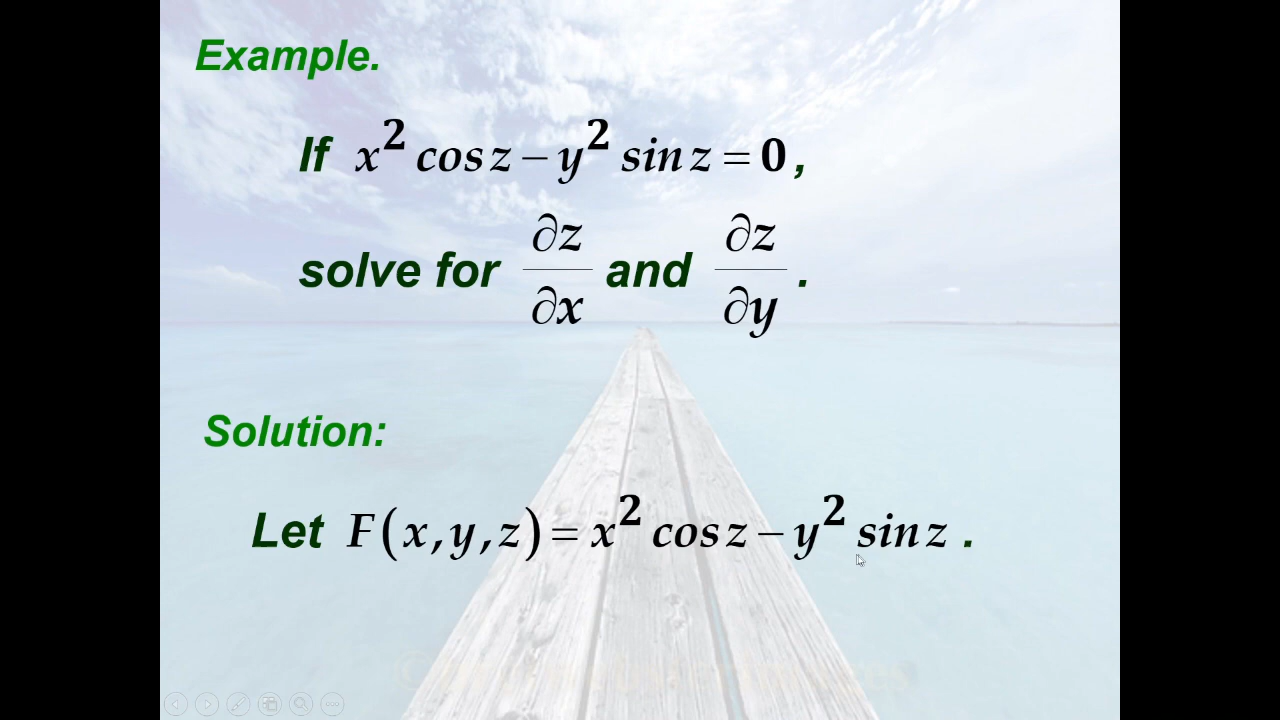 Example.
If x² cos z − y² sin z = 0,
solve for ∂z/∂x and ∂z/∂y.
Solution:
Let F(x, y, z) = x² cos z − y² sin z.